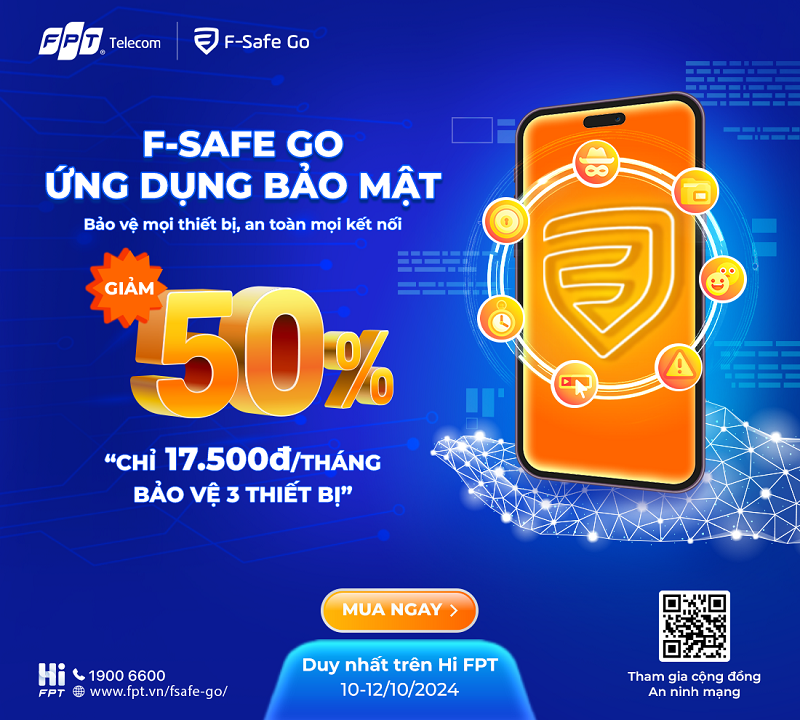 FPT Telecom
F-Safe Go
F-SAFE GO
ỨNG DỤNG BẢO MẬT
Bảo vệ mọi thiết bị, an toàn mọi kết nối
GIẢM
50%
“CHỈ 17.500đ/THÁNG
BẢO VỆ 3 THIẾT BỊ”
MUA NGAY >
Duy nhất trên Hi FPT
10-12/10/2024
Hi
FPT
1900 6600
www.fpt.vn/fsafe-go/
Tham gia cộng đồng
An ninh mạng